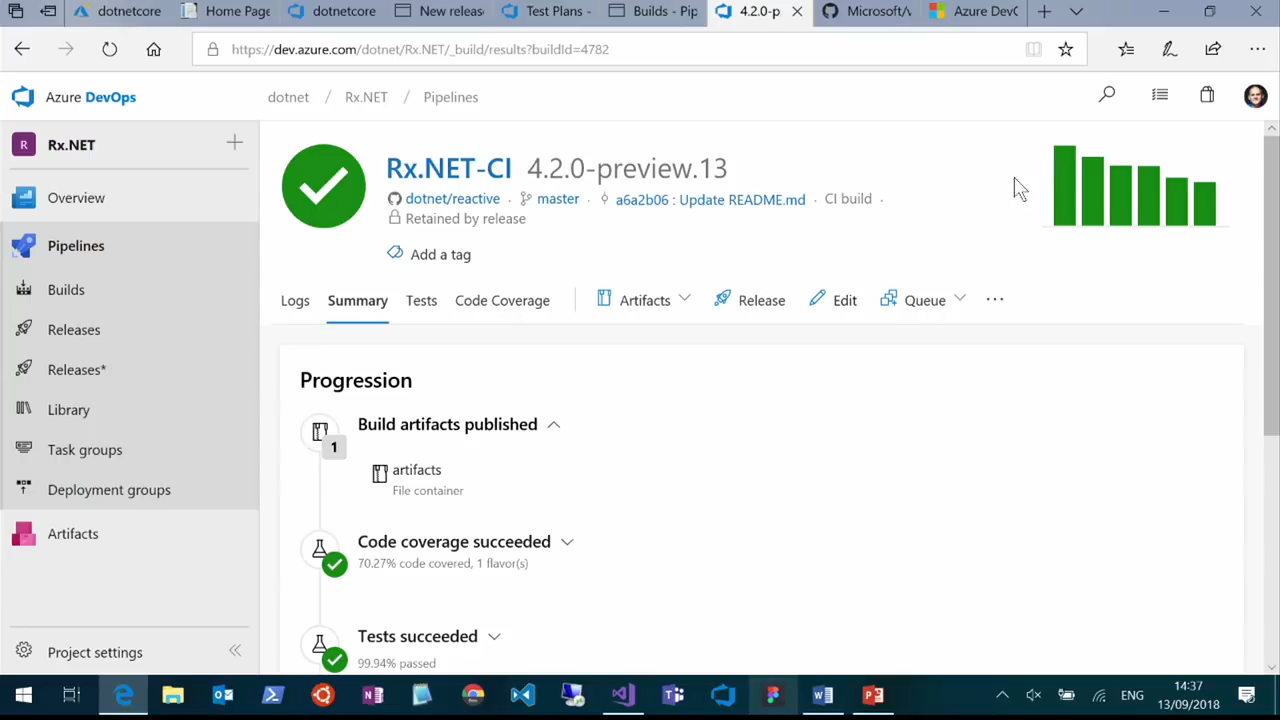 dotnetcore
Home Page
dotnetcore
New release
Test Plans -
Builds - Pip
4.2.0-p
Microsoft/v
Azure DevO
https://dev.azure.com/dotnet/Rx.NET/_build/results?buildId=4782
Azure DevOps
dotnet / Rx.NET / Pipelines
R Rx.NET
Overview
Pipelines
Builds
Releases
Releases*
Library
Task groups
Deployment groups
Artifacts
Project settings
Rx.NET-CI 4.2.0-preview.13
dotnet/reactive · master · a6a2b06 : Update README.md · CI build ·
Retained by release
Add a tag
Logs Summary Tests Code Coverage Artifacts Release Edit Queue ...
Progression
Build artifacts published
1
artifacts
File container
Code coverage succeeded
70.27% code covered, 1 flavor(s)
Tests succeeded
99.94% passed
ENG
14:37
13/09/2018